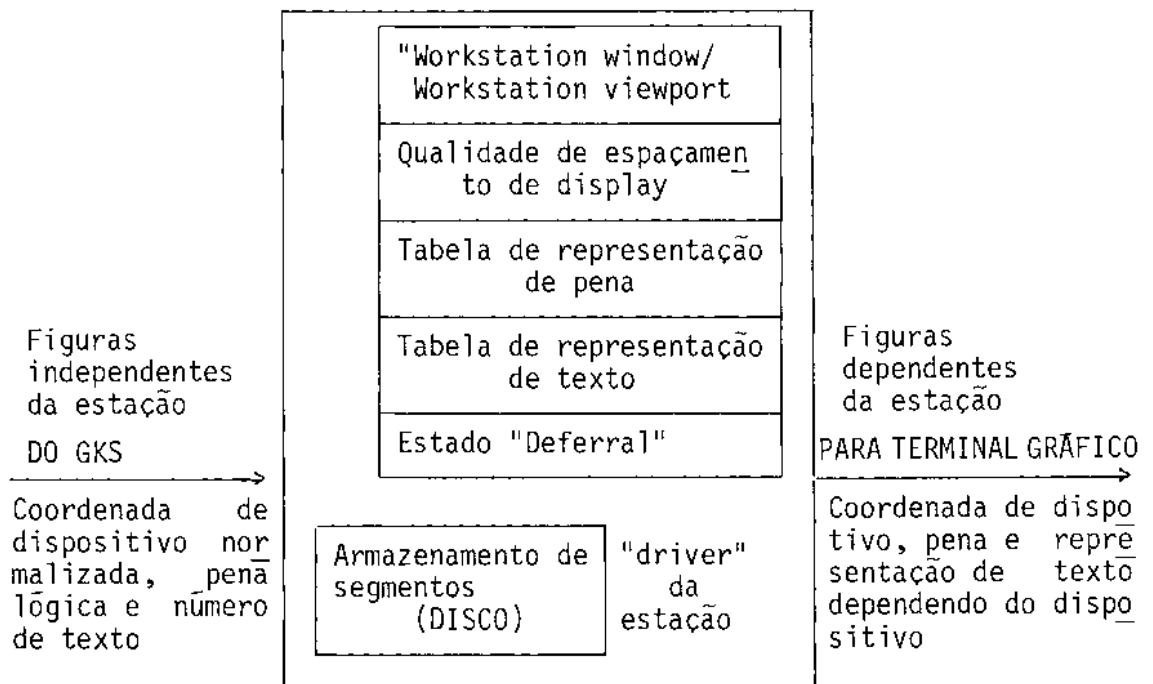 "Workstation window/
Workstation viewport
Qualidade de espaçamen
to de display
Tabela de representação
de pena
Tabela de representação
de texto
Estado "Deferral"
Figuras
independentes
da estação
DO GKS
Coordenada de
dispositivo nor
malizada, pena
lógica e número
de texto
Armazenamento de
segmentos
(DISCO)
"driver"
da
estação
Figuras
dependentes
da estação
PARA TERMINAL GRÁFICO
Coordenada de dispo
tivo, pena e repre
sentação de texto
dependendo do dispo
sitivo